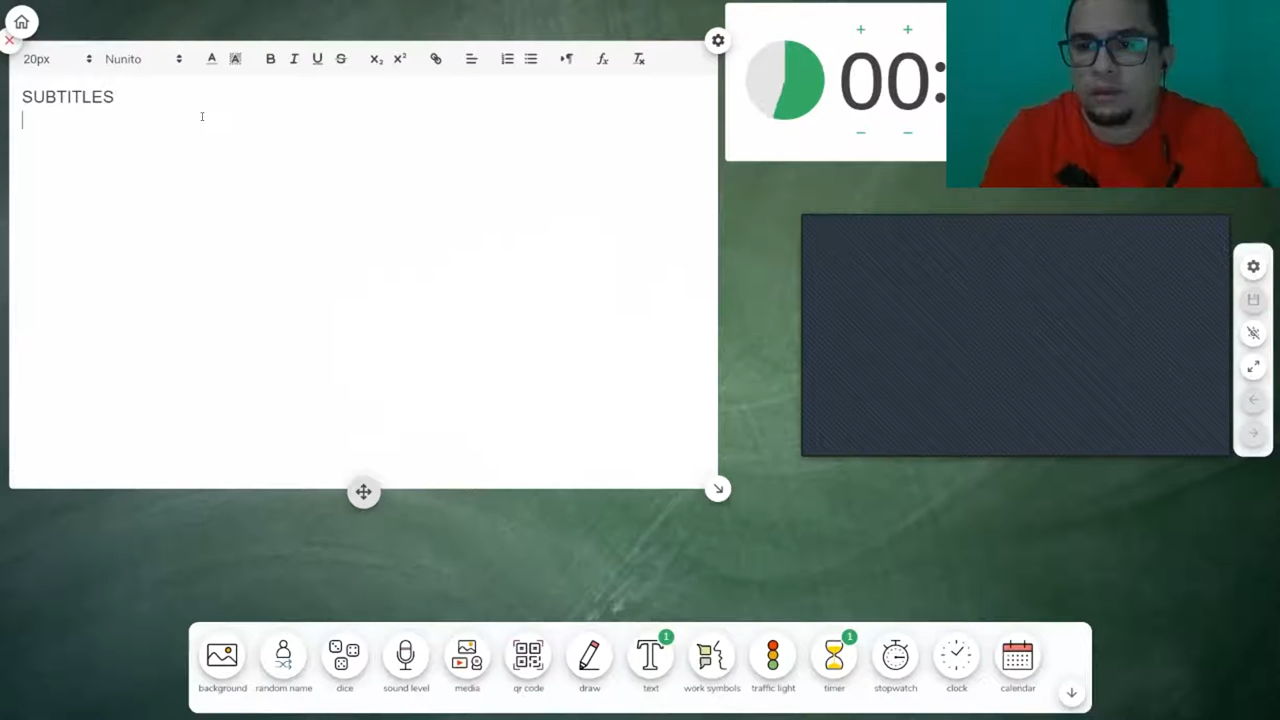 20px
Nunito
SUBTITLES
00:
background
random name
dice
sound level
media
qr code
draw
1
text
work symbols
traffic light
1
timer
stopwatch
clock
calendar